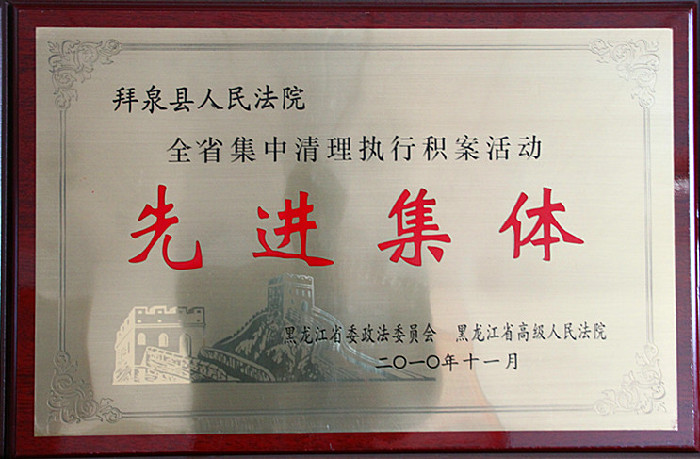 拜泉县人民法院
全省集中清理执行积案活动
先进集体
黑龙江省委政法委员会 黑龙江省高级人民法院
二〇一〇年十一月